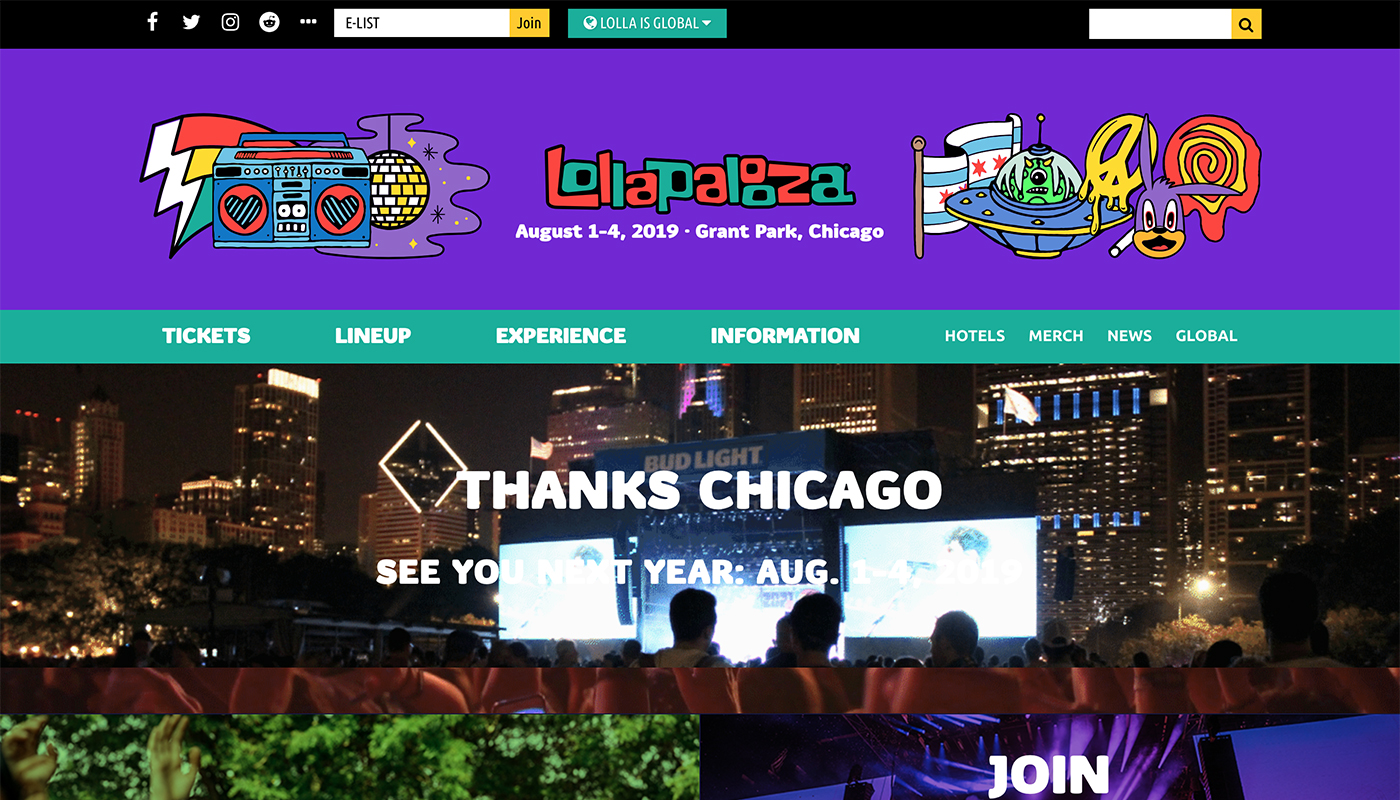 E-LIST Join LOLLA IS GLOBAL
Lollapalooza
August 1-4, 2019 · Grant Park, Chicago
TICKETS LINEUP EXPERIENCE INFORMATION HOTELS MERCH NEWS GLOBAL
BUD LIGHT
THANKS CHICAGO
SEE YOU NEXT YEAR: AUG. 1-4, 2019
JOIN